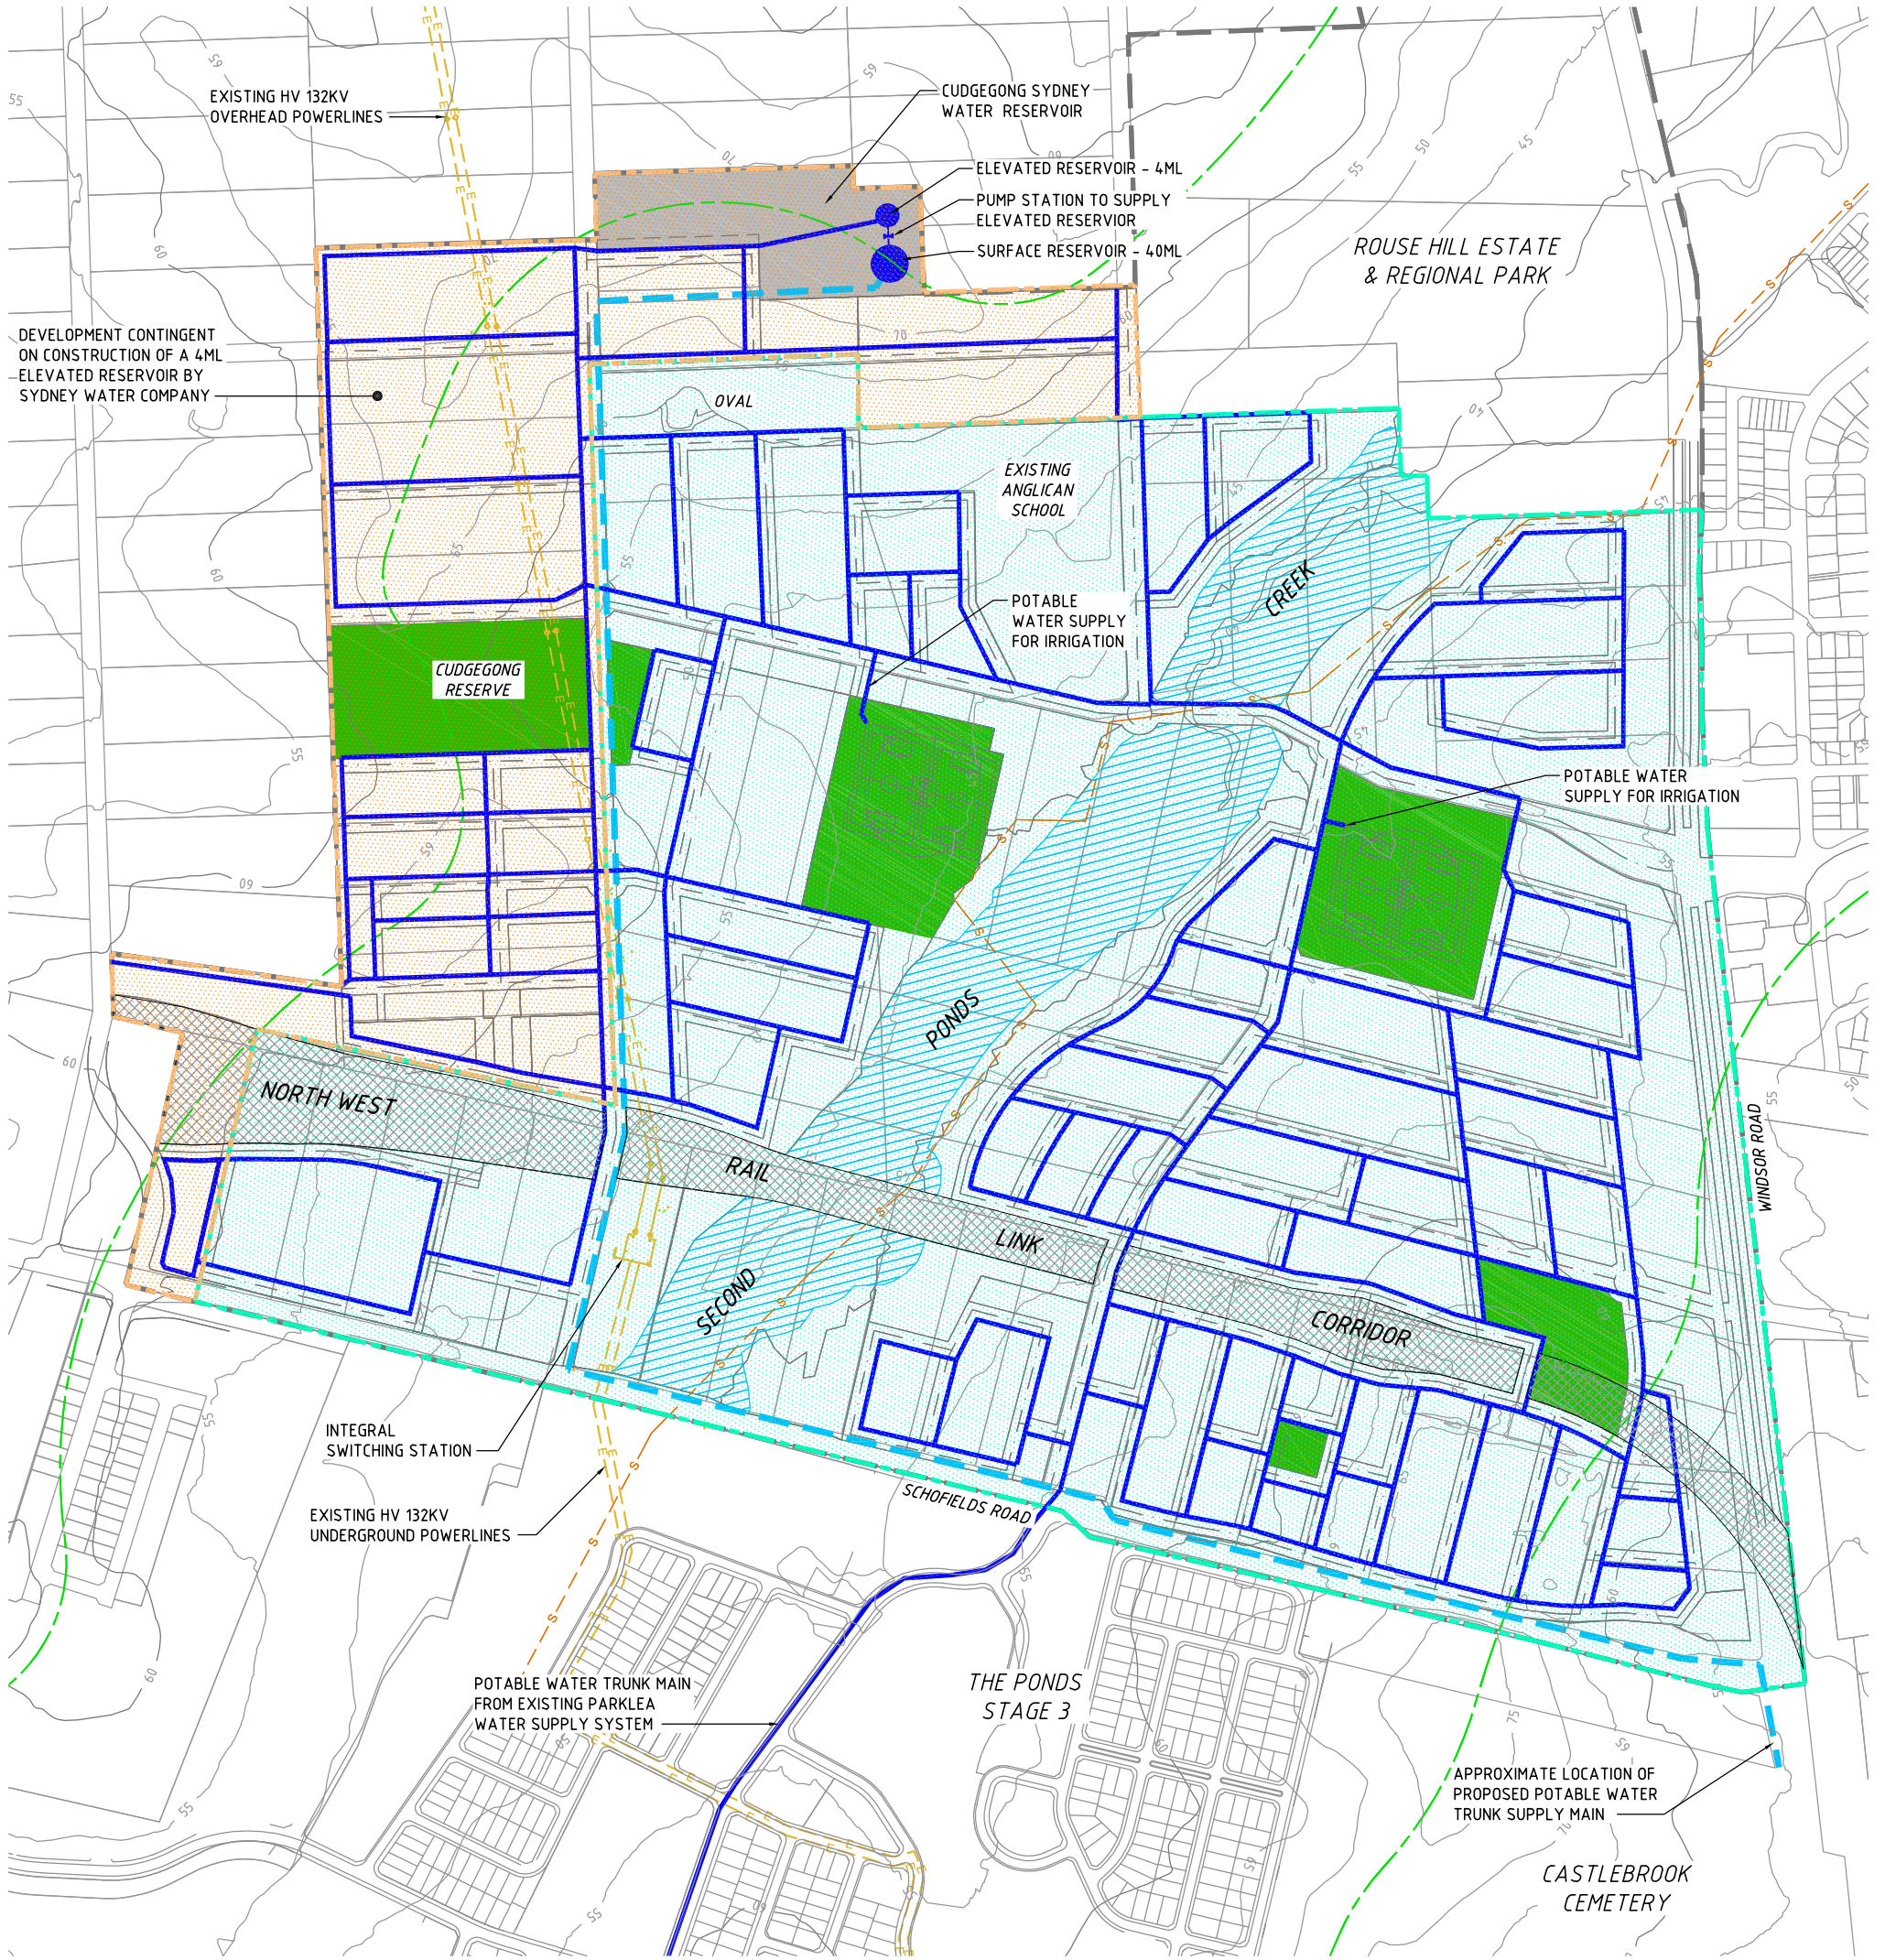 EXISTING HV 132KV
OVERHEAD POWERLINES
CUDGEGONG SYDNEY
WATER RESERVOIR
ELEVATED RESERVOIR - 4ML
PUMP STATION TO SUPPLY
ELEVATED RESERVIOR
SURFACE RESERVOIR - 40ML
ROUSE HILL ESTATE
& REGIONAL PARK
DEVELOPMENT CONTINGENT
ON CONSTRUCTION OF A 4ML
ELEVATED RESERVOIR BY
SYDNEY WATER COMPANY
OVAL
EXISTING
ANGLICAN
SCHOOL
CREEK
POTABLE
WATER SUPPLY
FOR IRRIGATION
CUDGEGONG
RESERVE
POTABLE WATER
SUPPLY FOR IRRIGATION
PONDS
NORTH WEST
RAIL
LINK
CORRIDOR
SECOND
WINDSOR ROAD
INTEGRAL
SWITCHING STATION
EXISTING HV 132KV
UNDERGROUND POWERLINES
SCHOFIELDS ROAD
POTABLE WATER TRUNK MAIN
FROM EXISTING PARKLEA
WATER SUPPLY SYSTEM
THE PONDS
STAGE 3
APPROXIMATE LOCATION OF
PROPOSED POTABLE WATER
TRUNK SUPPLY MAIN
CASTLEBROOK
CEMETERY